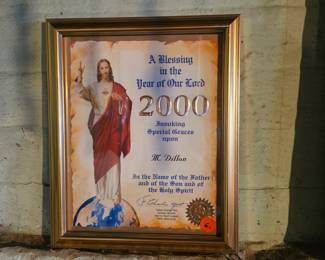 A Blessing
in the
Year of Our Lord
2000
Invoking
Special Graces
upon
M. Dillon
In the Name of the Father
and of the Son and of
the Holy Spirit